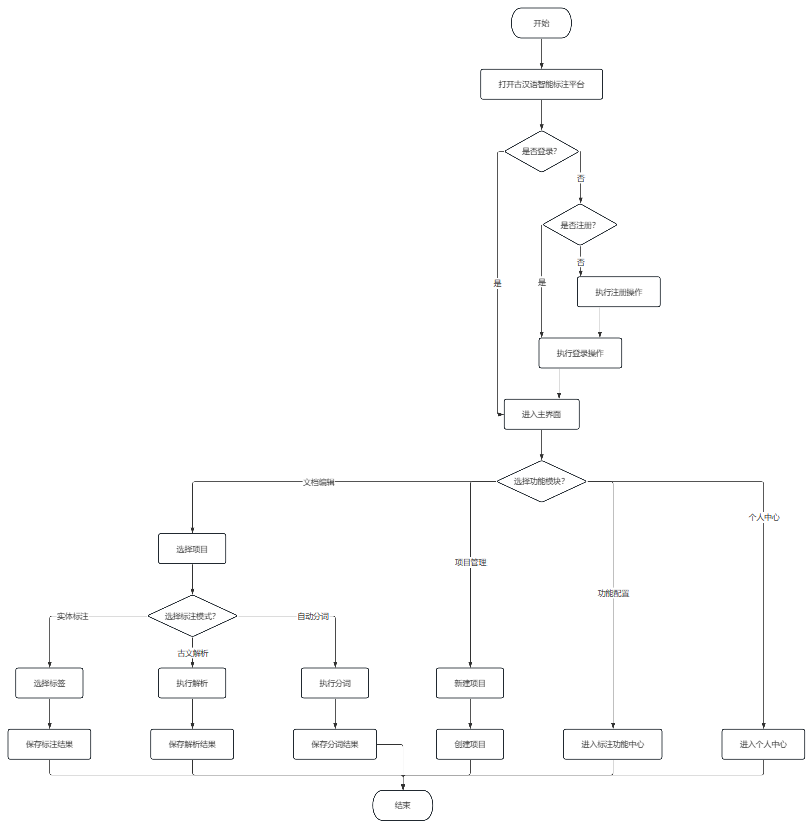 开始
打开古汉语智能标注平台
是否登录?
否
是否注册?
否
是
是
执行注册操作
执行登录操作
进入主界面
选择功能模块?
文档编辑
个人中心
选择项目
项目管理
功能配置
实体标注
选择标注模式?
自动分词
古文解析
选择标签
执行解析
执行分词
新建项目
保存标注结果
保存解析结果
保存分词结果
创建项目
进入标注功能中心
进入个人中心
结束